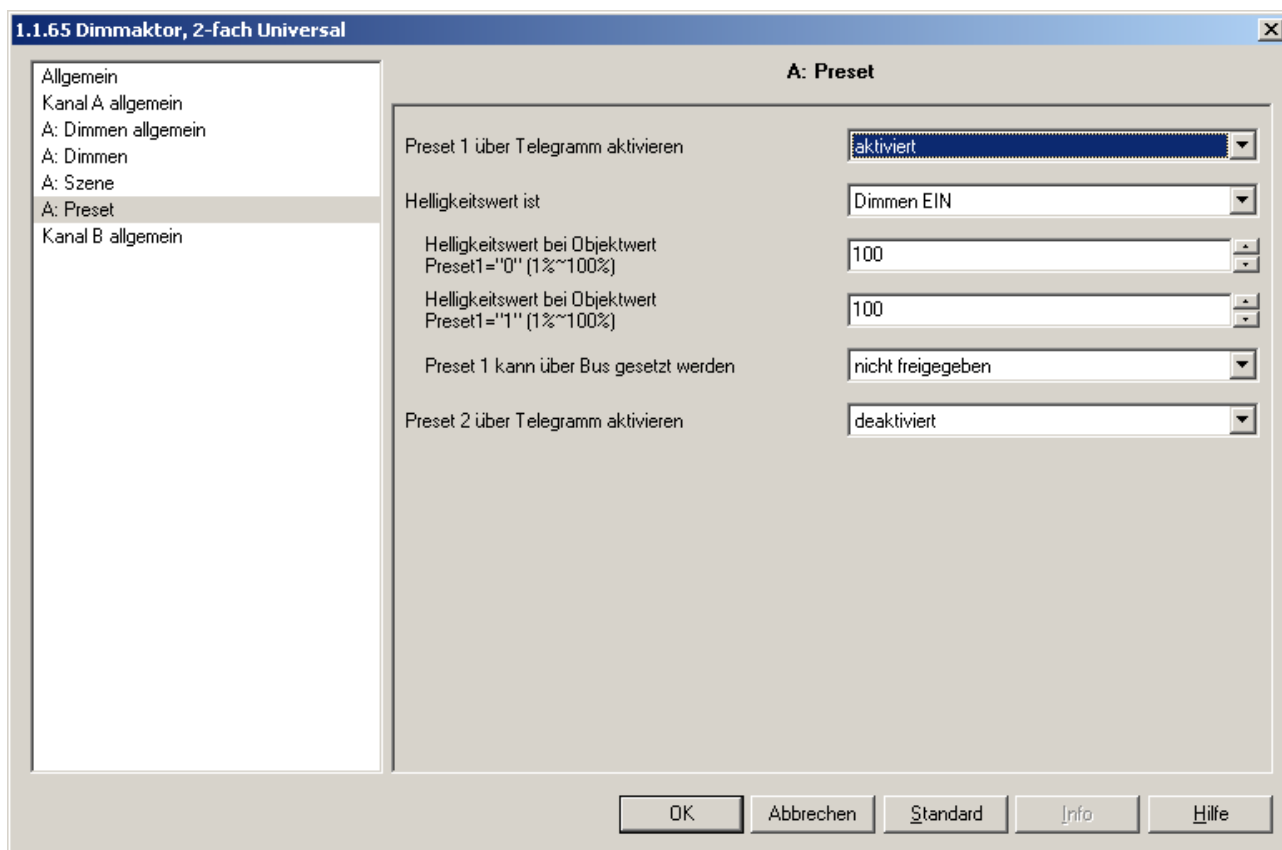 1.1.65 Dimmaktor, 2-fach Universal
Allgemein
Kanal A allgemein
A: Dimmen allgemein
A: Dimmen
A: Szene
A: Preset
Kanal B allgemein
A: Preset
Preset 1 über Telegramm aktivieren
aktiviert
Helligkeitswert ist
Dimmen EIN
Helligkeitswert bei Objektwert
Preset1="0" (1%~100%)
100
Helligkeitswert bei Objektwert
Preset1="1" (1%~100%)
100
Preset 1 kann über Bus gesetzt werden
nicht freigegeben
Preset 2 über Telegramm aktivieren
deaktiviert
OK
Abbrechen
Standard
Info
Hilfe